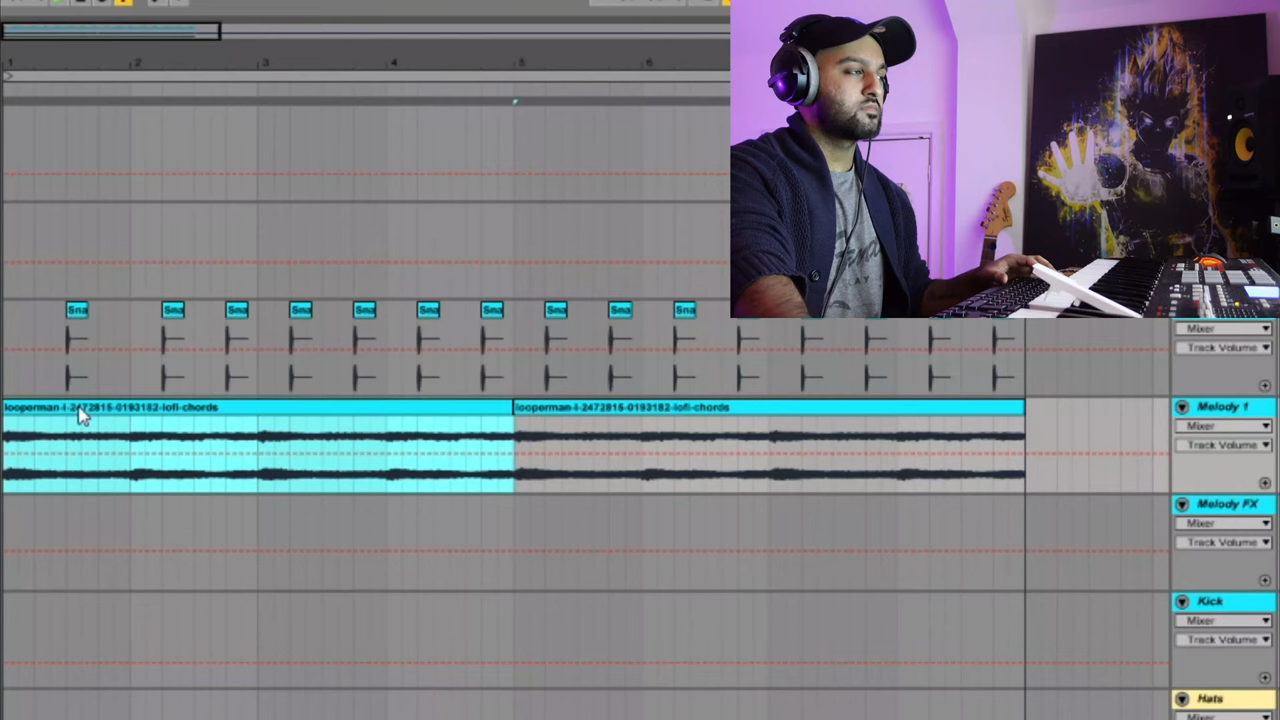 1 2 3 4 5 6
Sna Sna Sna Sna Sna Sna Sna Sna Sna Sna
Mixer
Track Volume
looperman-l-2472815-0193182-lofi-chords looperman-l-2472815-0193182-lofi-chords
Melody 1
Mixer
Track Volume
Melody FX
Mixer
Track Volume
Kick
Mixer
Track Volume
Hats
Mixer